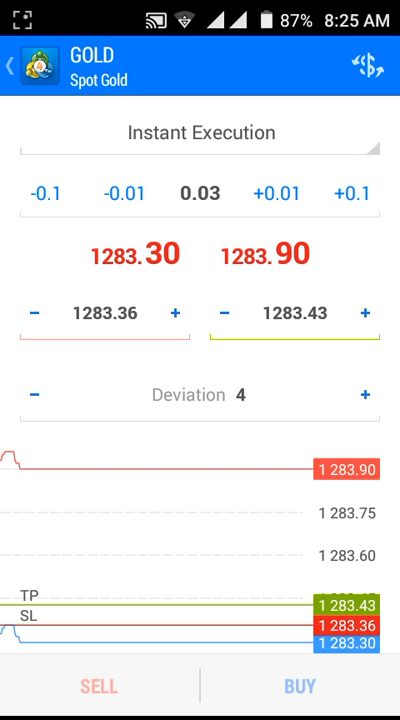 87% 8:25 AM
GOLD
Spot Gold
Instant Execution
-0.1 -0.01 0.03 +0.01 +0.1
1283.30 1283.90
- 1283.36 + - 1283.43 +
- Deviation 4 +
1 283.90
1 283.75
1 283.60
TP
1 283.43
SL
1 283.36
1 283.30
SELL BUY